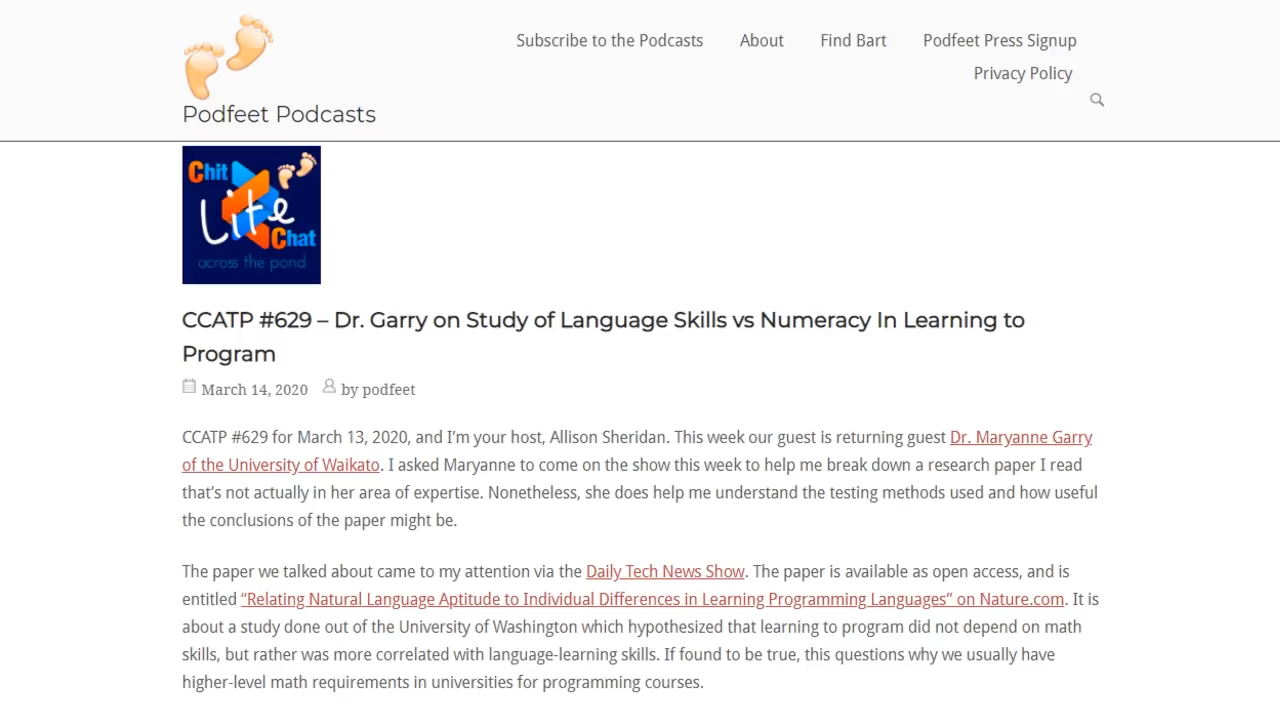 Subscribe to the Podcasts About Find Bart Podfeet Press Signup
Privacy Policy
Podfeet Podcasts
Chit
Lite
Chat
across the pond
CCATP #629 – Dr. Garry on Study of Language Skills vs Numeracy In Learning to
Program
March 14, 2020 by podfeet
CCATP #629 for March 13, 2020, and I’m your host, Allison Sheridan. This week our guest is returning guest Dr. Maryanne Garry
of the University of Waikato. I asked Maryanne to come on the show this week to help me break down a research paper I read
that’s not actually in her area of expertise. Nonetheless, she does help me understand the testing methods used and how useful
the conclusions of the paper might be.
The paper we talked about came to my attention via the Daily Tech News Show. The paper is available as open access, and is
entitled “Relating Natural Language Aptitude to Individual Differences in Learning Programming Languages” on Nature.com. It is
about a study done out of the University of Washington which hypothesized that learning to program did not depend on math
skills, but rather was more correlated with language-learning skills. If found to be true, this questions why we usually have
higher-level math requirements in universities for programming courses.